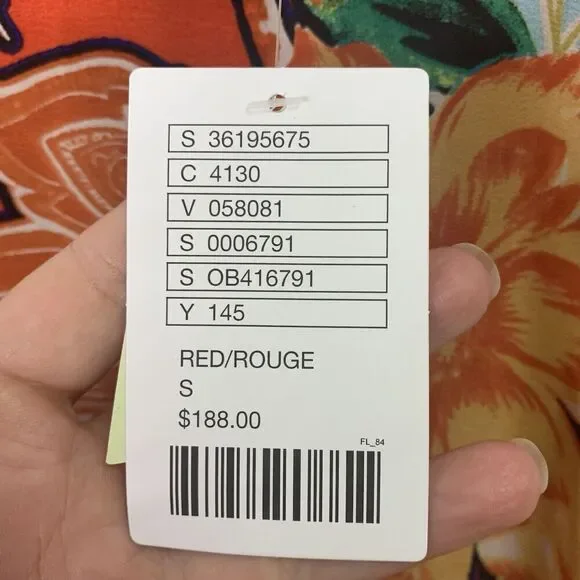 S 36195675
C 4130
V 058081
S 0006791
S OB416791
Y 145
RED/ROUGE
S
$188.00
FL_84